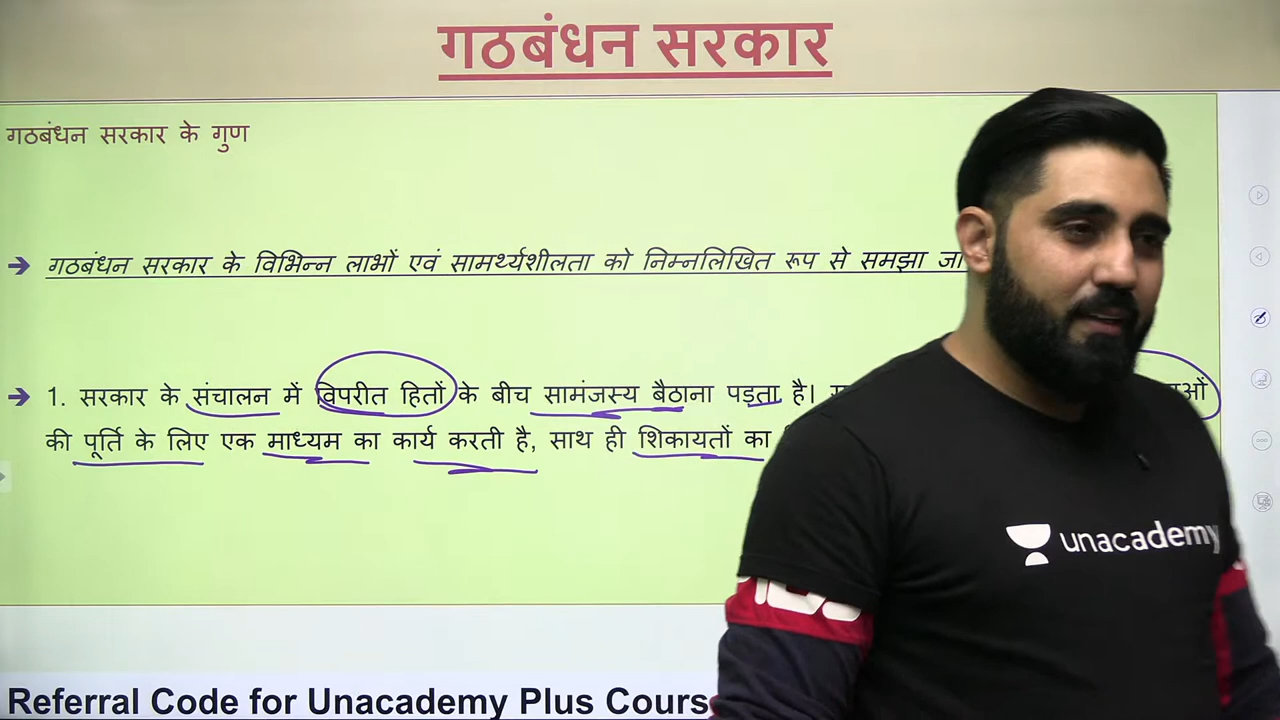 गठबंधन सरकार
गठबंधन सरकार के गुण
गठबंधन सरकार के विभिन्न लाभों एवं सामर्थ्यशीलता को निम्नलिखित रूप से समझा जा
1. सरकार के संचालन में विपरीत हितों के बीच सामंजस्य बैठाना पड़ता है।
की पूर्ति के लिए एक माध्यम का कार्य करती है, साथ ही शिकायतों का
unacademy
Referral Code for Unacademy Plus Cours